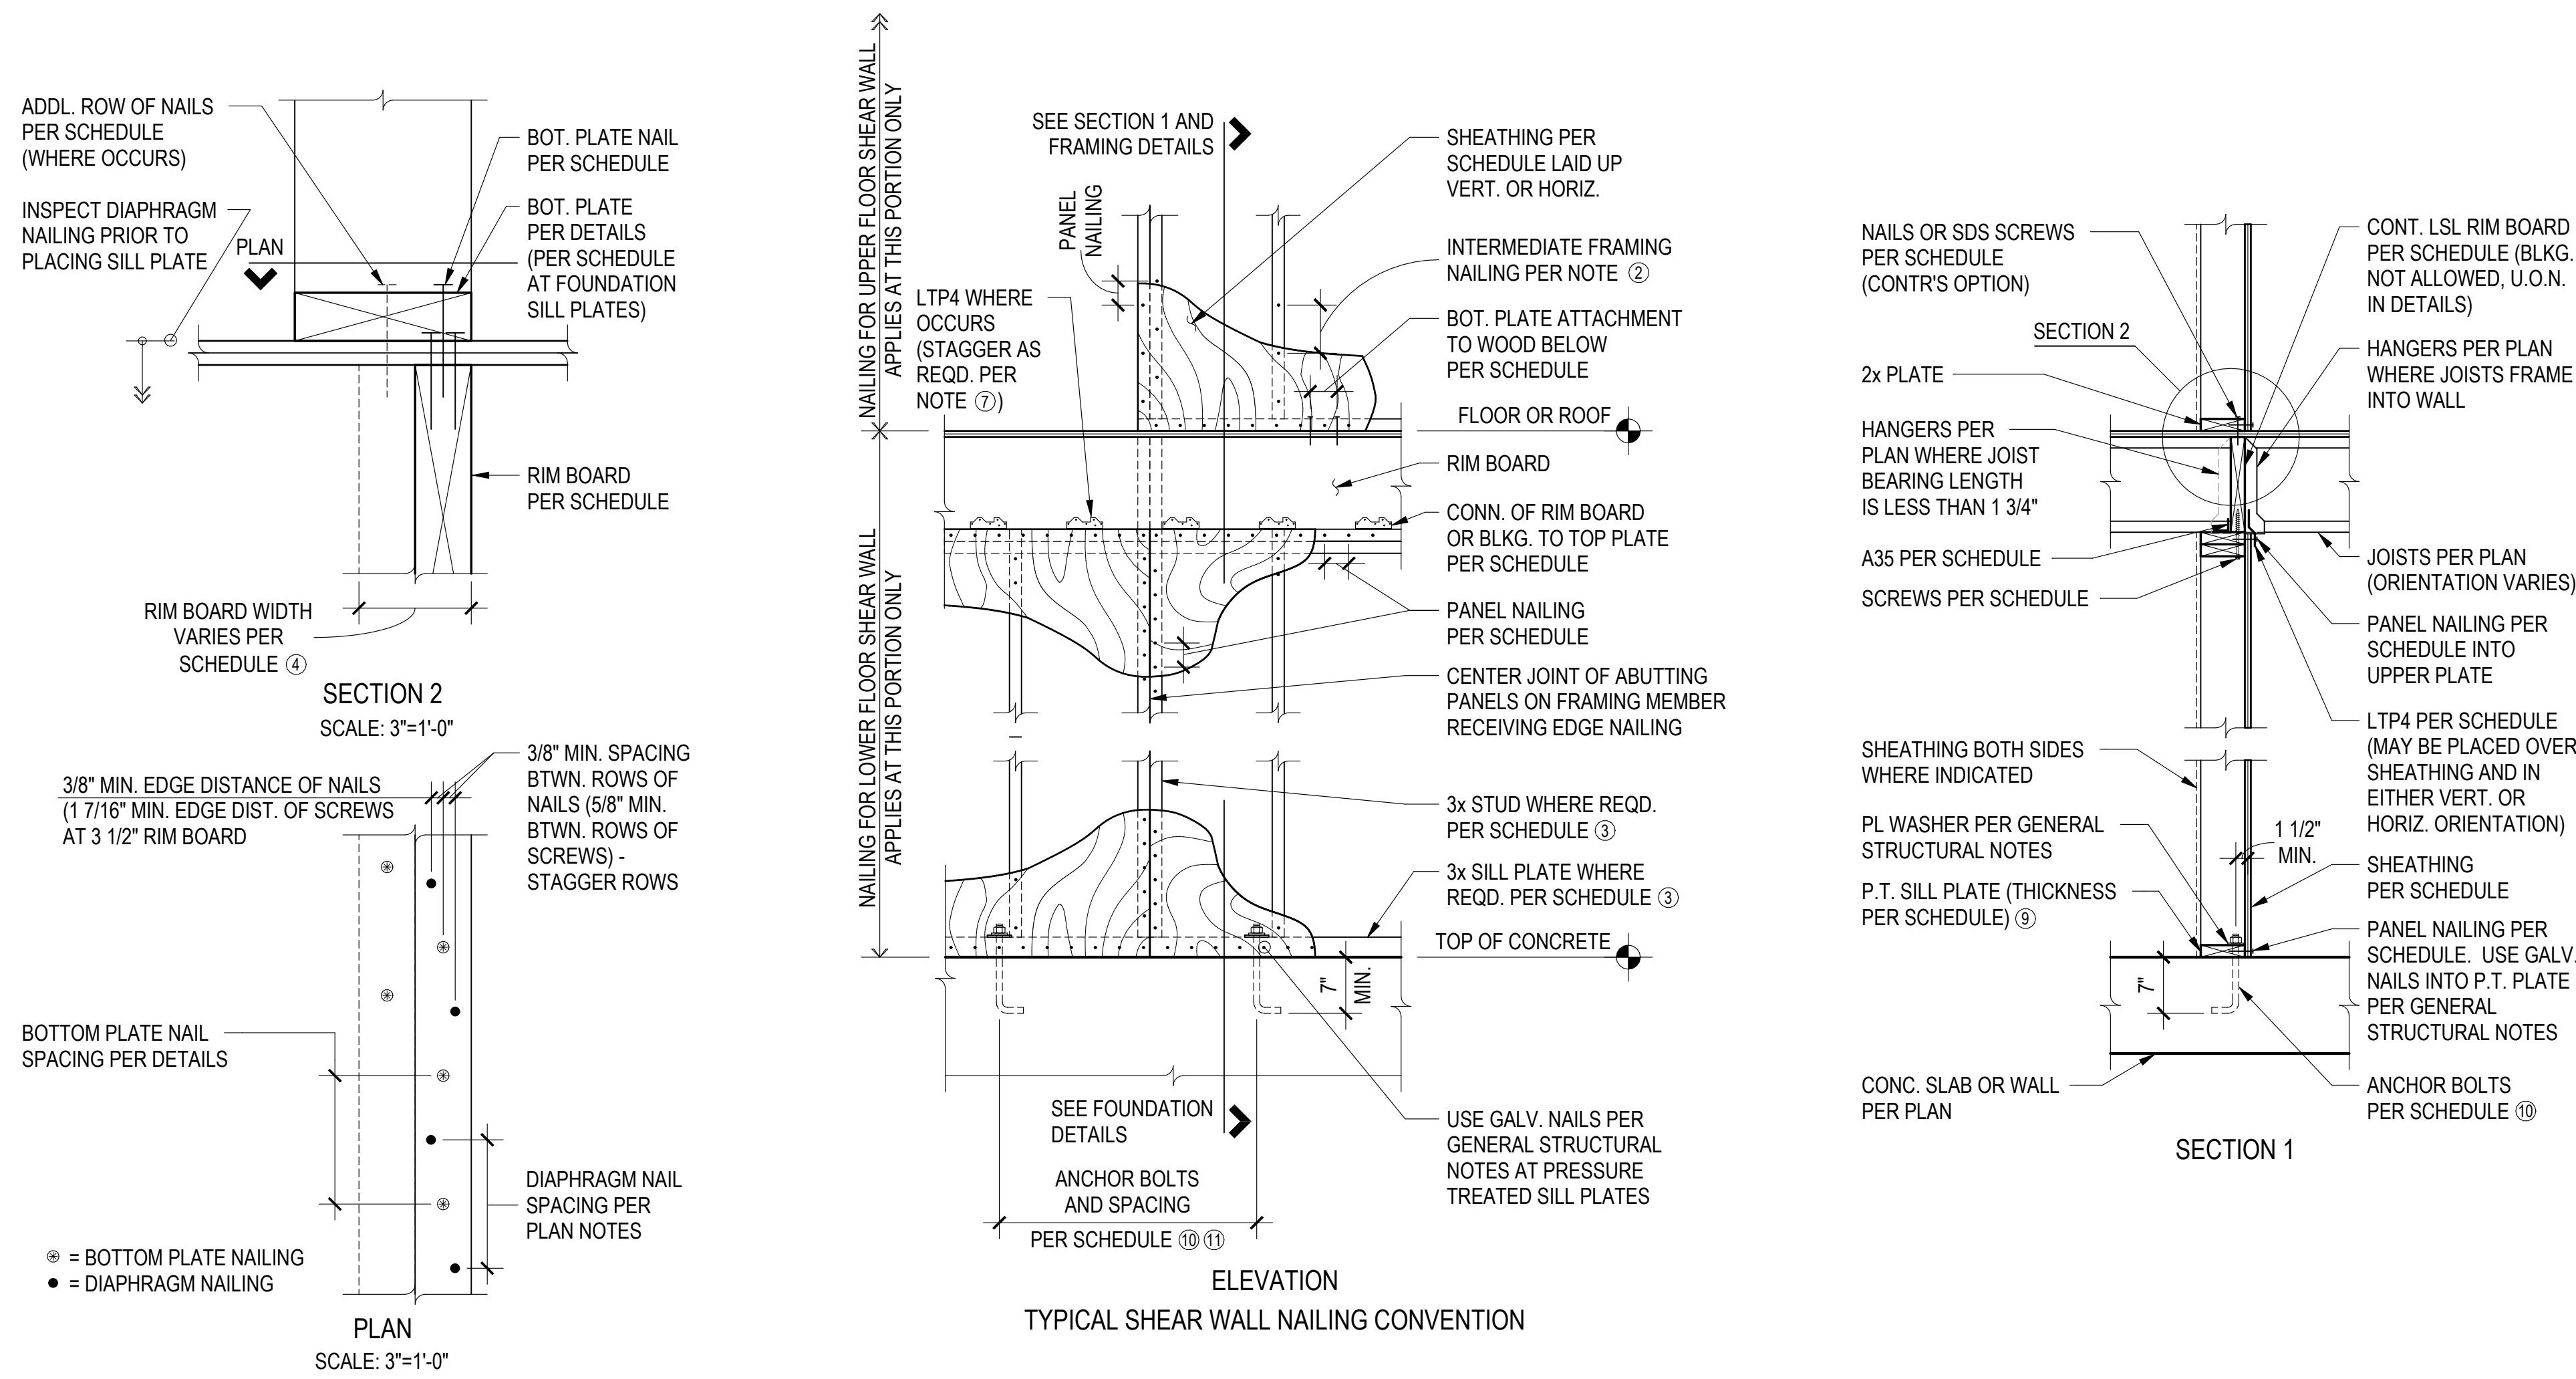 ADDL. ROW OF NAILS
PER SCHEDULE
(WHERE OCCURS)
INSPECT DIAPHRAGM
NAILING PRIOR TO
PLACING SILL PLATE
PLAN
BOT. PLATE NAIL
PER SCHEDULE
BOT. PLATE
PER DETAILS
(PER SCHEDULE
AT FOUNDATION
SILL PLATES)
RIM BOARD
PER SCHEDULE
RIM BOARD WIDTH
VARIES PER
SCHEDULE ④
SECTION 2
SCALE: 3"=1'-0"
3/8" MIN. EDGE DISTANCE OF NAILS
(1 7/16" MIN. EDGE DIST. OF SCREWS
AT 3 1/2" RIM BOARD
3/8" MIN. SPACING
BTWN. ROWS OF
NAILS (5/8" MIN.
BTWN. ROWS OF
SCREWS) -
STAGGER ROWS
BOTTOM PLATE NAIL
SPACING PER DETAILS
DIAPHRAGM NAIL
SPACING PER
PLAN NOTES
= BOTTOM PLATE NAILING
= DIAPHRAGM NAILING
PLAN
SCALE: 3"=1'-0"
NAILING FOR UPPER FLOOR SHEAR WALL
APPLIES AT THIS PORTION ONLY
NAILING FOR LOWER FLOOR SHEAR WALL
APPLIES AT THIS PORTION ONLY
SEE SECTION 1 AND
FRAMING DETAILS
PANEL
NAILING
LTP4 WHERE
OCCURS
(STAGGER AS
REQD. PER
NOTE ⑦)
SHEATHING PER
SCHEDULE LAID UP
VERT. OR HORIZ.
INTERMEDIATE FRAMING
NAILING PER NOTE ②
BOT. PLATE ATTACHMENT
TO WOOD BELOW
PER SCHEDULE
FLOOR OR ROOF
RIM BOARD
CONN. OF RIM BOARD
OR BLKG. TO TOP PLATE
PER SCHEDULE
PANEL NAILING
PER SCHEDULE
CENTER JOINT OF ABUTTING
PANELS ON FRAMING MEMBER
RECEIVING EDGE NAILING
3x STUD WHERE REQD.
PER SCHEDULE ③
3x SILL PLATE WHERE
REQD. PER SCHEDULE ③
TOP OF CONCRETE
7"
MIN.
SEE FOUNDATION
DETAILS
ANCHOR BOLTS
AND SPACING
PER SCHEDULE ⑩ ⑪
USE GALV. NAILS PER
GENERAL STRUCTURAL
NOTES AT PRESSURE
TREATED SILL PLATES
ELEVATION
TYPICAL SHEAR WALL NAILING CONVENTION
NAILS OR SDS SCREWS
PER SCHEDULE
(CONTR'S OPTION)
SECTION 2
2x PLATE
HANGERS PER
PLAN WHERE JOIST
BEARING LENGTH
IS LESS THAN 1 3/4"
A35 PER SCHEDULE
SCREWS PER SCHEDULE
SHEATHING BOTH SIDES
WHERE INDICATED
PL WASHER PER GENERAL
STRUCTURAL NOTES
P.T. SILL PLATE (THICKNESS
PER SCHEDULE) ⑨
7"
CONC. SLAB OR WALL
PER PLAN
CONT. LSL RIM BOARD
PER SCHEDULE (BLKG.
NOT ALLOWED, U.O.N.
IN DETAILS)
HANGERS PER PLAN
WHERE JOISTS FRAME
INTO WALL
JOISTS PER PLAN
(ORIENTATION VARIES)
PANEL NAILING PER
SCHEDULE INTO
UPPER PLATE
LTP4 PER SCHEDULE
(MAY BE PLACED OVER
SHEATHING AND IN
EITHER VERT. OR
HORIZ. ORIENTATION)
1 1/2"
MIN.
SHEATHING
PER SCHEDULE
PANEL NAILING PER
SCHEDULE. USE GALV.
NAILS INTO P.T. PLATE
PER GENERAL
STRUCTURAL NOTES
ANCHOR BOLTS
PER SCHEDULE ⑩
SECTION 1